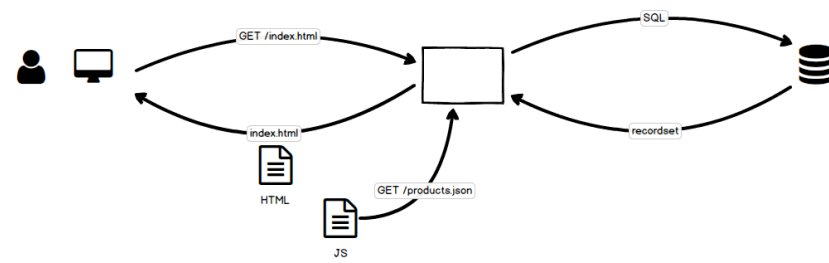 SQL
GET /index.html
index.html
recordset
HTML
GET /products.json
JS